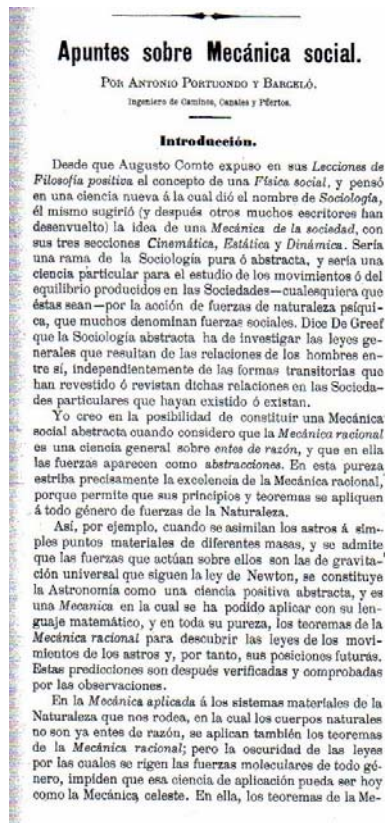 Apuntes sobre Mecánica social.
POR ANTONIO PORTUONDO Y BARCELÓ.
Ingeniero de Caminos, Canales y Puertos.
Introducción.
Desde que Augusto Comte expuso en sus Lecciones de
Filosofía positiva el concepto de una Física social, y pensó
en una ciencia nueva á la cual dió el nombre de Sociología,
él mismo sugirió (y después otros muchos escritores han
desenvuelto) la idea de una Mecánica de la sociedad, con
sus tres secciones Cinemática, Estática y Dinámica. Sería
una rama de la Sociología pura ó abstracta, y sería una
ciencia particular para el estudio de los movimientos ó del
equilibrio producidos en las Sociedades—cualesquiera que
éstas sean—por la acción de fuerzas de naturaleza psíqui-
ca, que muchos denominan fuerzas sociales. Dice De Greef
que la Sociología abstracta ha de investigar las leyes ge-
nerales que resultan de las relaciones de los hombres en-
tre sí, independientemente de las formas transitorias que
han revestido ó revistan dichas relaciones en las Socieda-
des particulares que hayan existido ó existan.
Yo creo en la posibilidad de constituir una Mecánica
social abstracta cuando considero que la Mecánica racional
es una ciencia general sobre entes de razón, y que en ella
las fuerzas aparecen como abstracciones. En esta pureza
estriba precisamente la excelencia de la Mecánica racional,
porque permite que sus principios y teoremas se apliquen
á todo género de fuerzas de la Naturaleza.
Así, por ejemplo, cuando se asimilan los astros á sim-
ples puntos materiales de diferentes masas, y se admite
que las fuerzas que actúan sobre ellos son las de gravita-
ción universal que siguen la ley de Newton, se constituye
la Astronomía como una ciencia positiva abstracta, y es
una Mecanica en la cual se ha podido aplicar con su len-
guaje matemático, y en toda su pureza, los teoremas de la
Mecánica racional para descubrir las leyes de los movi-
mientos de los astros y, por tanto, sus posiciones futuras.
Estas predicciones son después verificadas y comprobadas
por las observaciones.
En la Mecánica aplicada á los sistemas materiales de la
Naturaleza que nos rodea, en la cual los cuerpos naturales
no son ya entes de razón, se aplican también los teoremas
de la Mecánica racional; pero la oscuridad de las leyes
por las cuales se rigen las fuerzas moleculares de todo gé-
nero, impiden que esa ciencia de aplicación pueda ser hoy
como la Mecánica celeste. En ella, los teoremas de la Me-